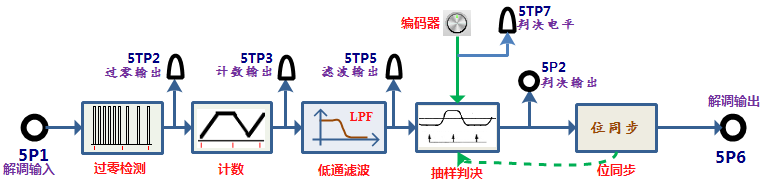 编码器
5TP7
判决电平
5TP2
过零输出
5TP3
计数输出
5TP5
滤波输出
5P2
判决输出
解调输出
LPF
位同步
5P1
解调输入
过零检测
计数
低通滤波
抽样判决
位同步
5P6